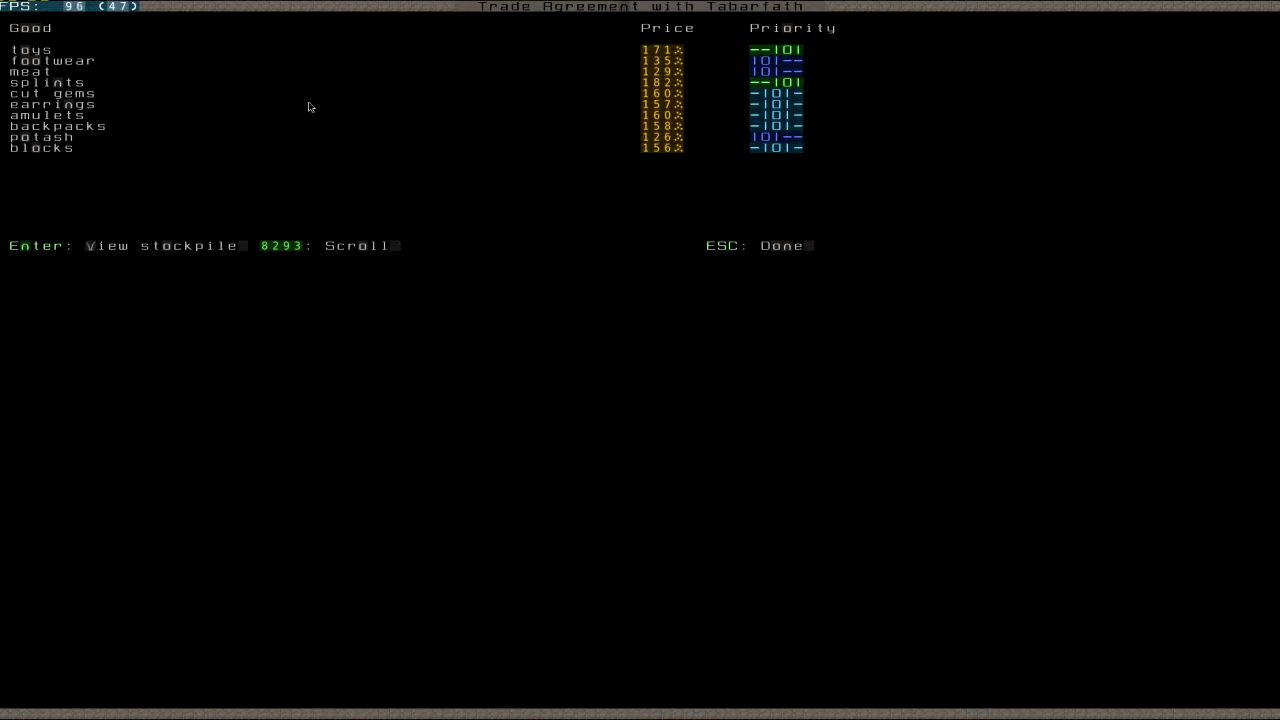 FPS: 96 (47) Trade Agreement with Tabarfath
Good Price Priority
toys 171% --|O|
footwear 135% |O|--
meat 129% |O|--
splints 182% --|O|
cut gems 160% -|O|-
earrings 157% -|O|-
amulets 160% -|O|-
backpacks 158% -|O|-
potash 126% |O|--
blocks 156% -|O|-
Enter: View stockpile 8293: Scroll ESC: Done